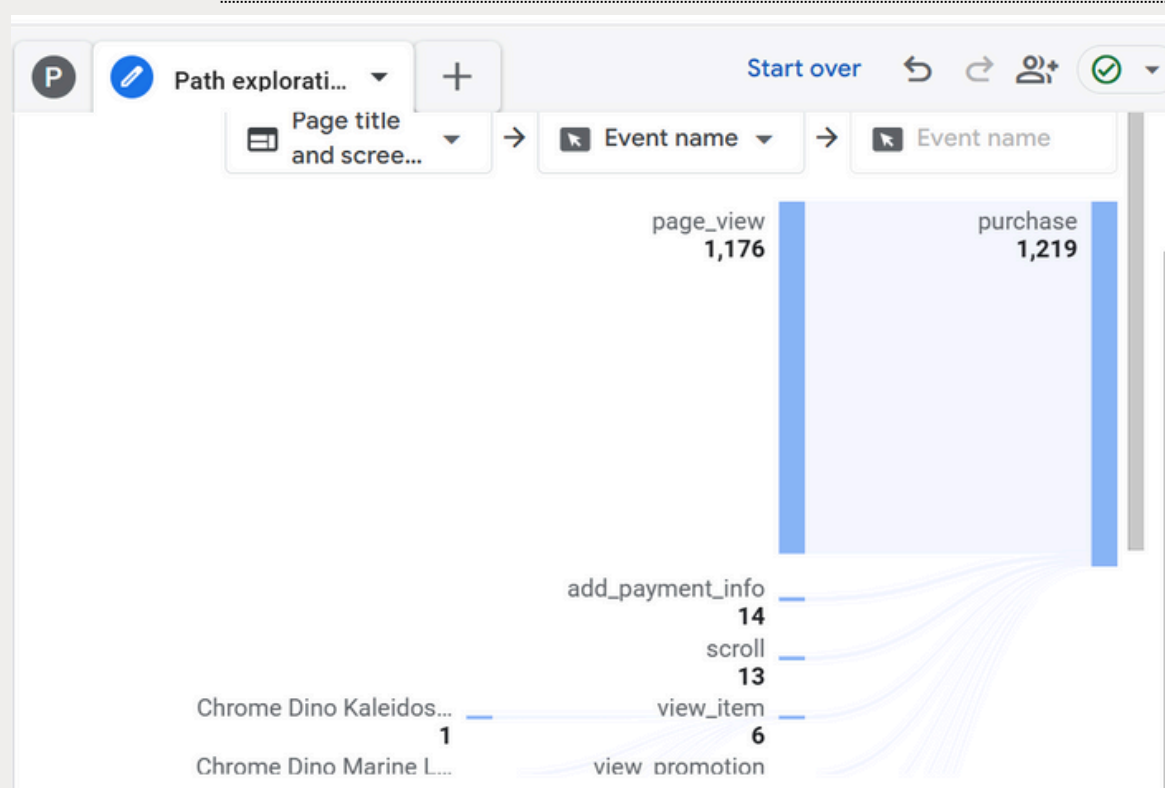 P
Path explorati...
Start over
Page title
and scree...
Event name
Event name
page_view
1,176
purchase
1,219
add_payment_info
14
scroll
13
Chrome Dino Kaleidos...
1
view_item
6
Chrome Dino Marine L...
view_promotion